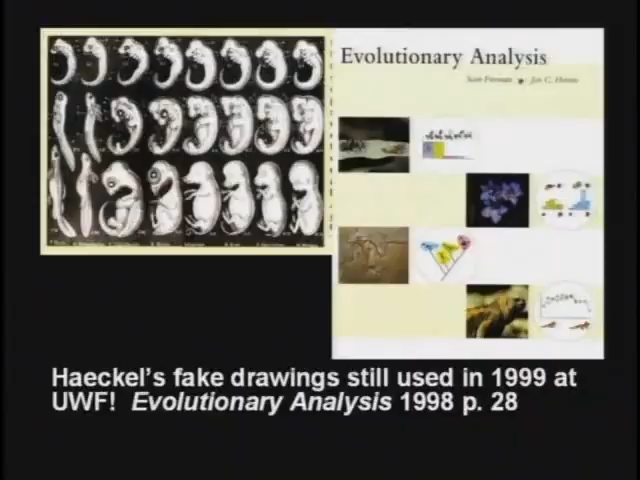 Evolutionary Analysis
Scott Freeman Jon C. Herron
Haeckel's fake drawings still used in 1999 at
UWF! Evolutionary Analysis 1998 p. 28